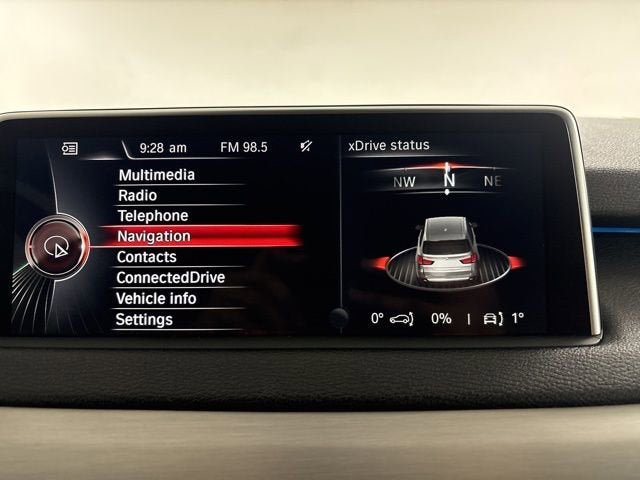 9:28 am FM 98.5
Multimedia
Radio
Telephone
Navigation
Contacts
ConnectedDrive
Vehicle info
Settings
xDrive status
NW N NE
0° 0% | 1°